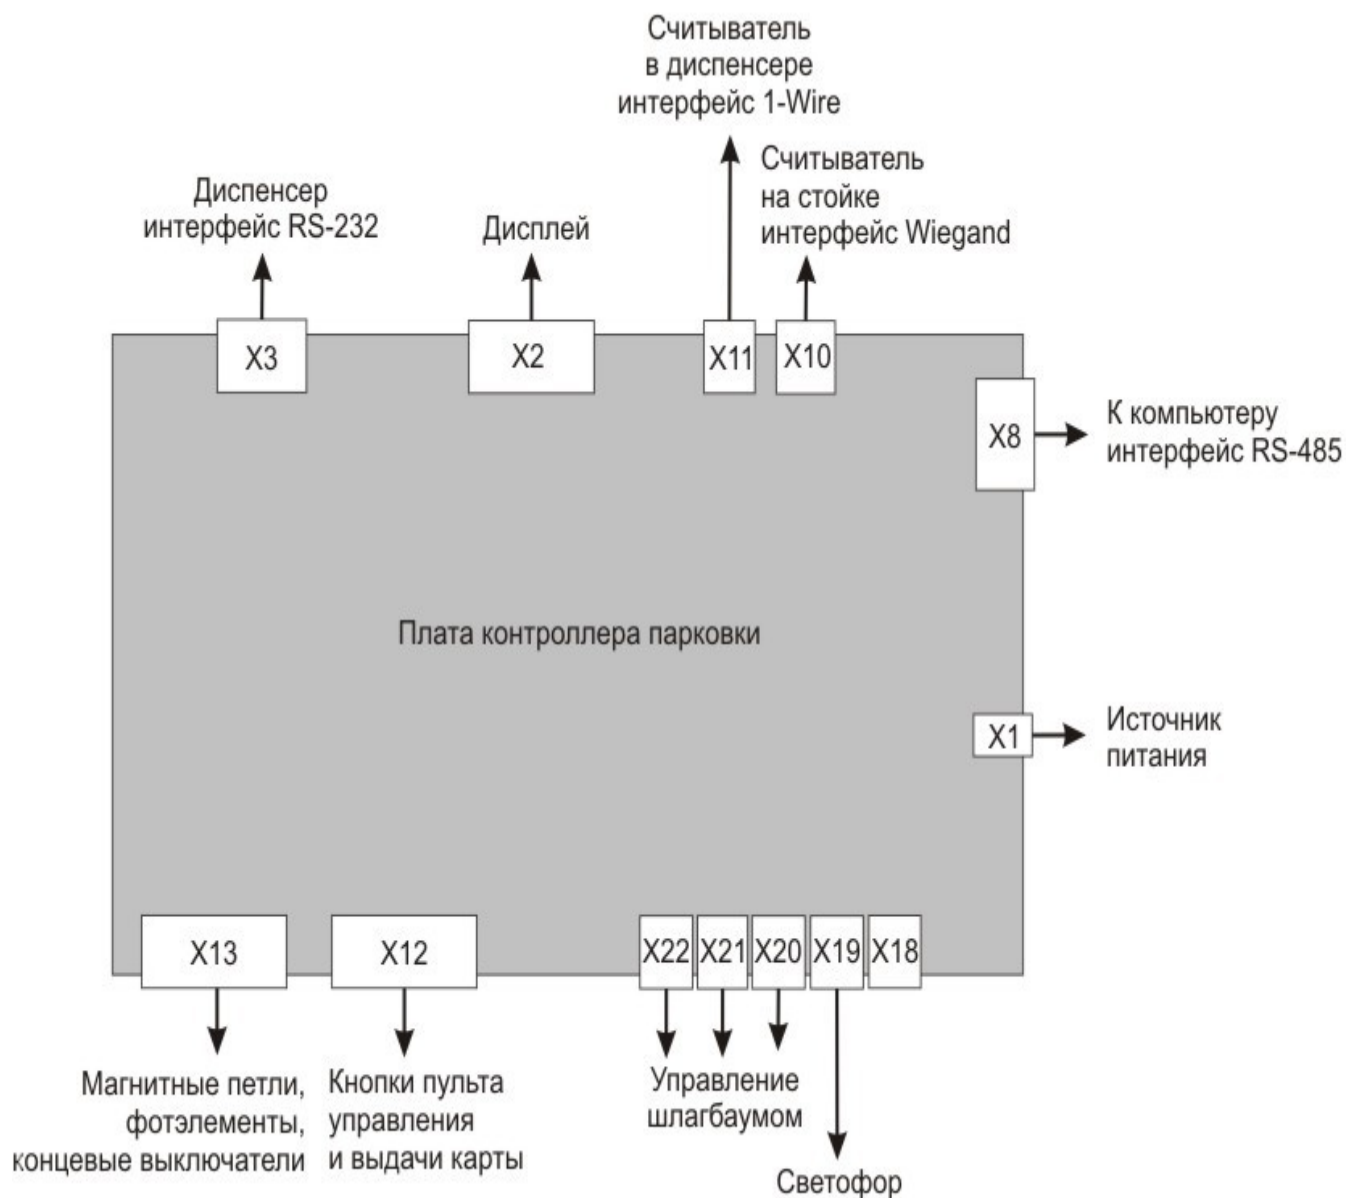 Считыватель
в диспенсере
интерфейс 1-Wire
Считыватель
на стойке
интерфейс Wiegand
Диспенсер
интерфейс RS-232
Дисплей
X3
X2
X11
X10
X8
К компьютеру
интерфейс RS-485
Плата контроллера парковки
X1
Источник
питания
X13
X12
X22
X21
X20
X19
X18
Магнитные петли,
фотэлементы,
концевые выключатели
Кнопки пульта
управления
и выдачи карты
Управление
шлагбаумом
Светофор